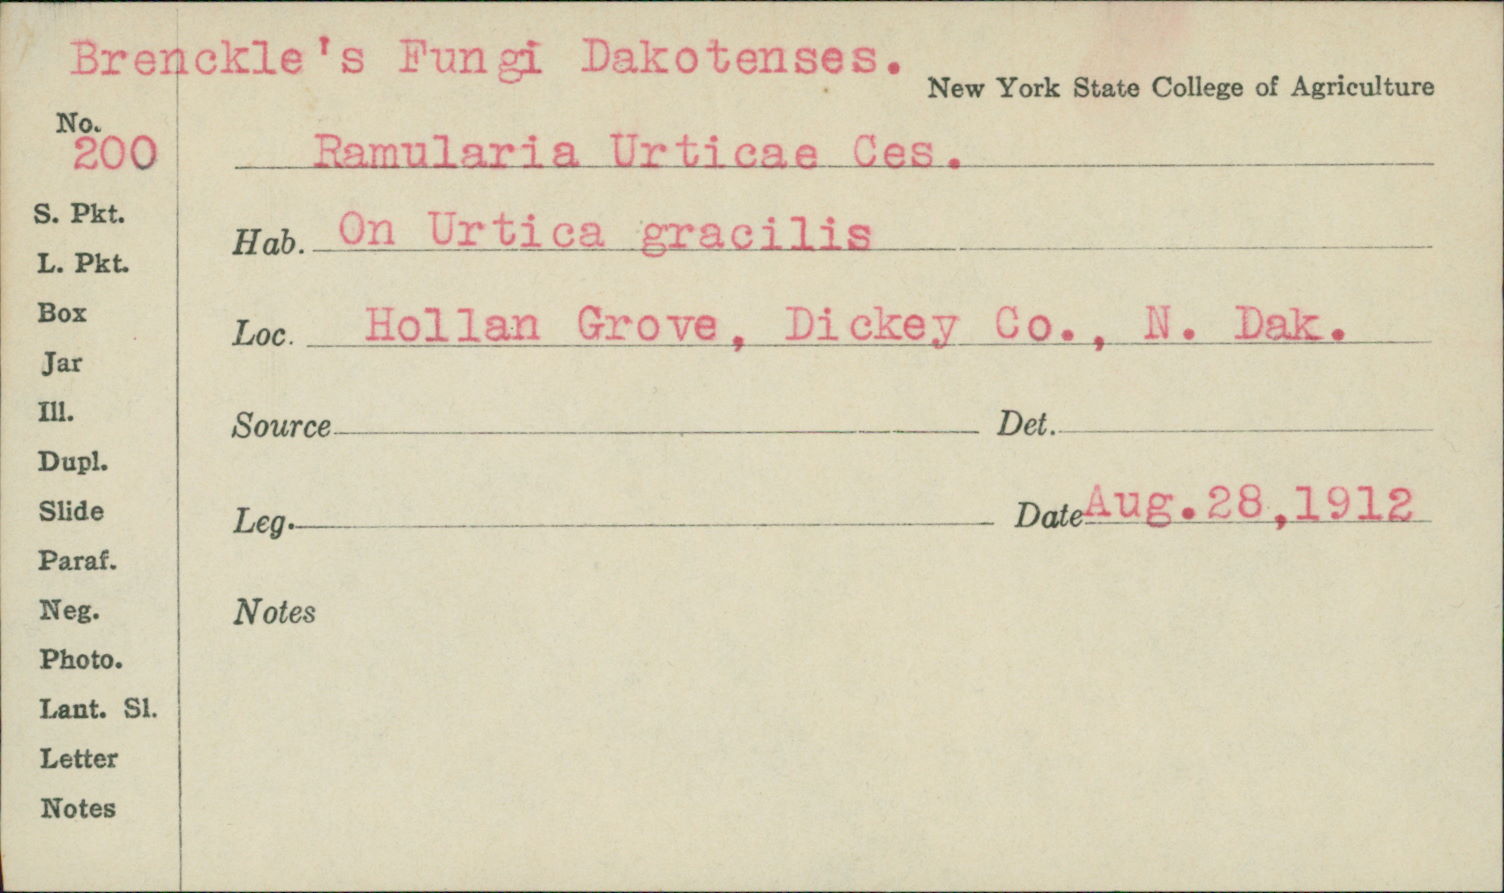 Brenckle's Fungi Dakotenses.
New York State College of Agriculture
No.
200
Ramularia Urticae Ces.
S. Pkt.
Hab. On Urtica gracilis
L. Pkt.
Box
Loc. Hollan Grove, Dickey Co., N. Dak.
Jar
Ill.
Source Det.
Dupl.
Slide
Leg. Date Aug.28,1912
Paraf.
Neg.
Notes
Photo.
Lant. Sl.
Letter
Notes